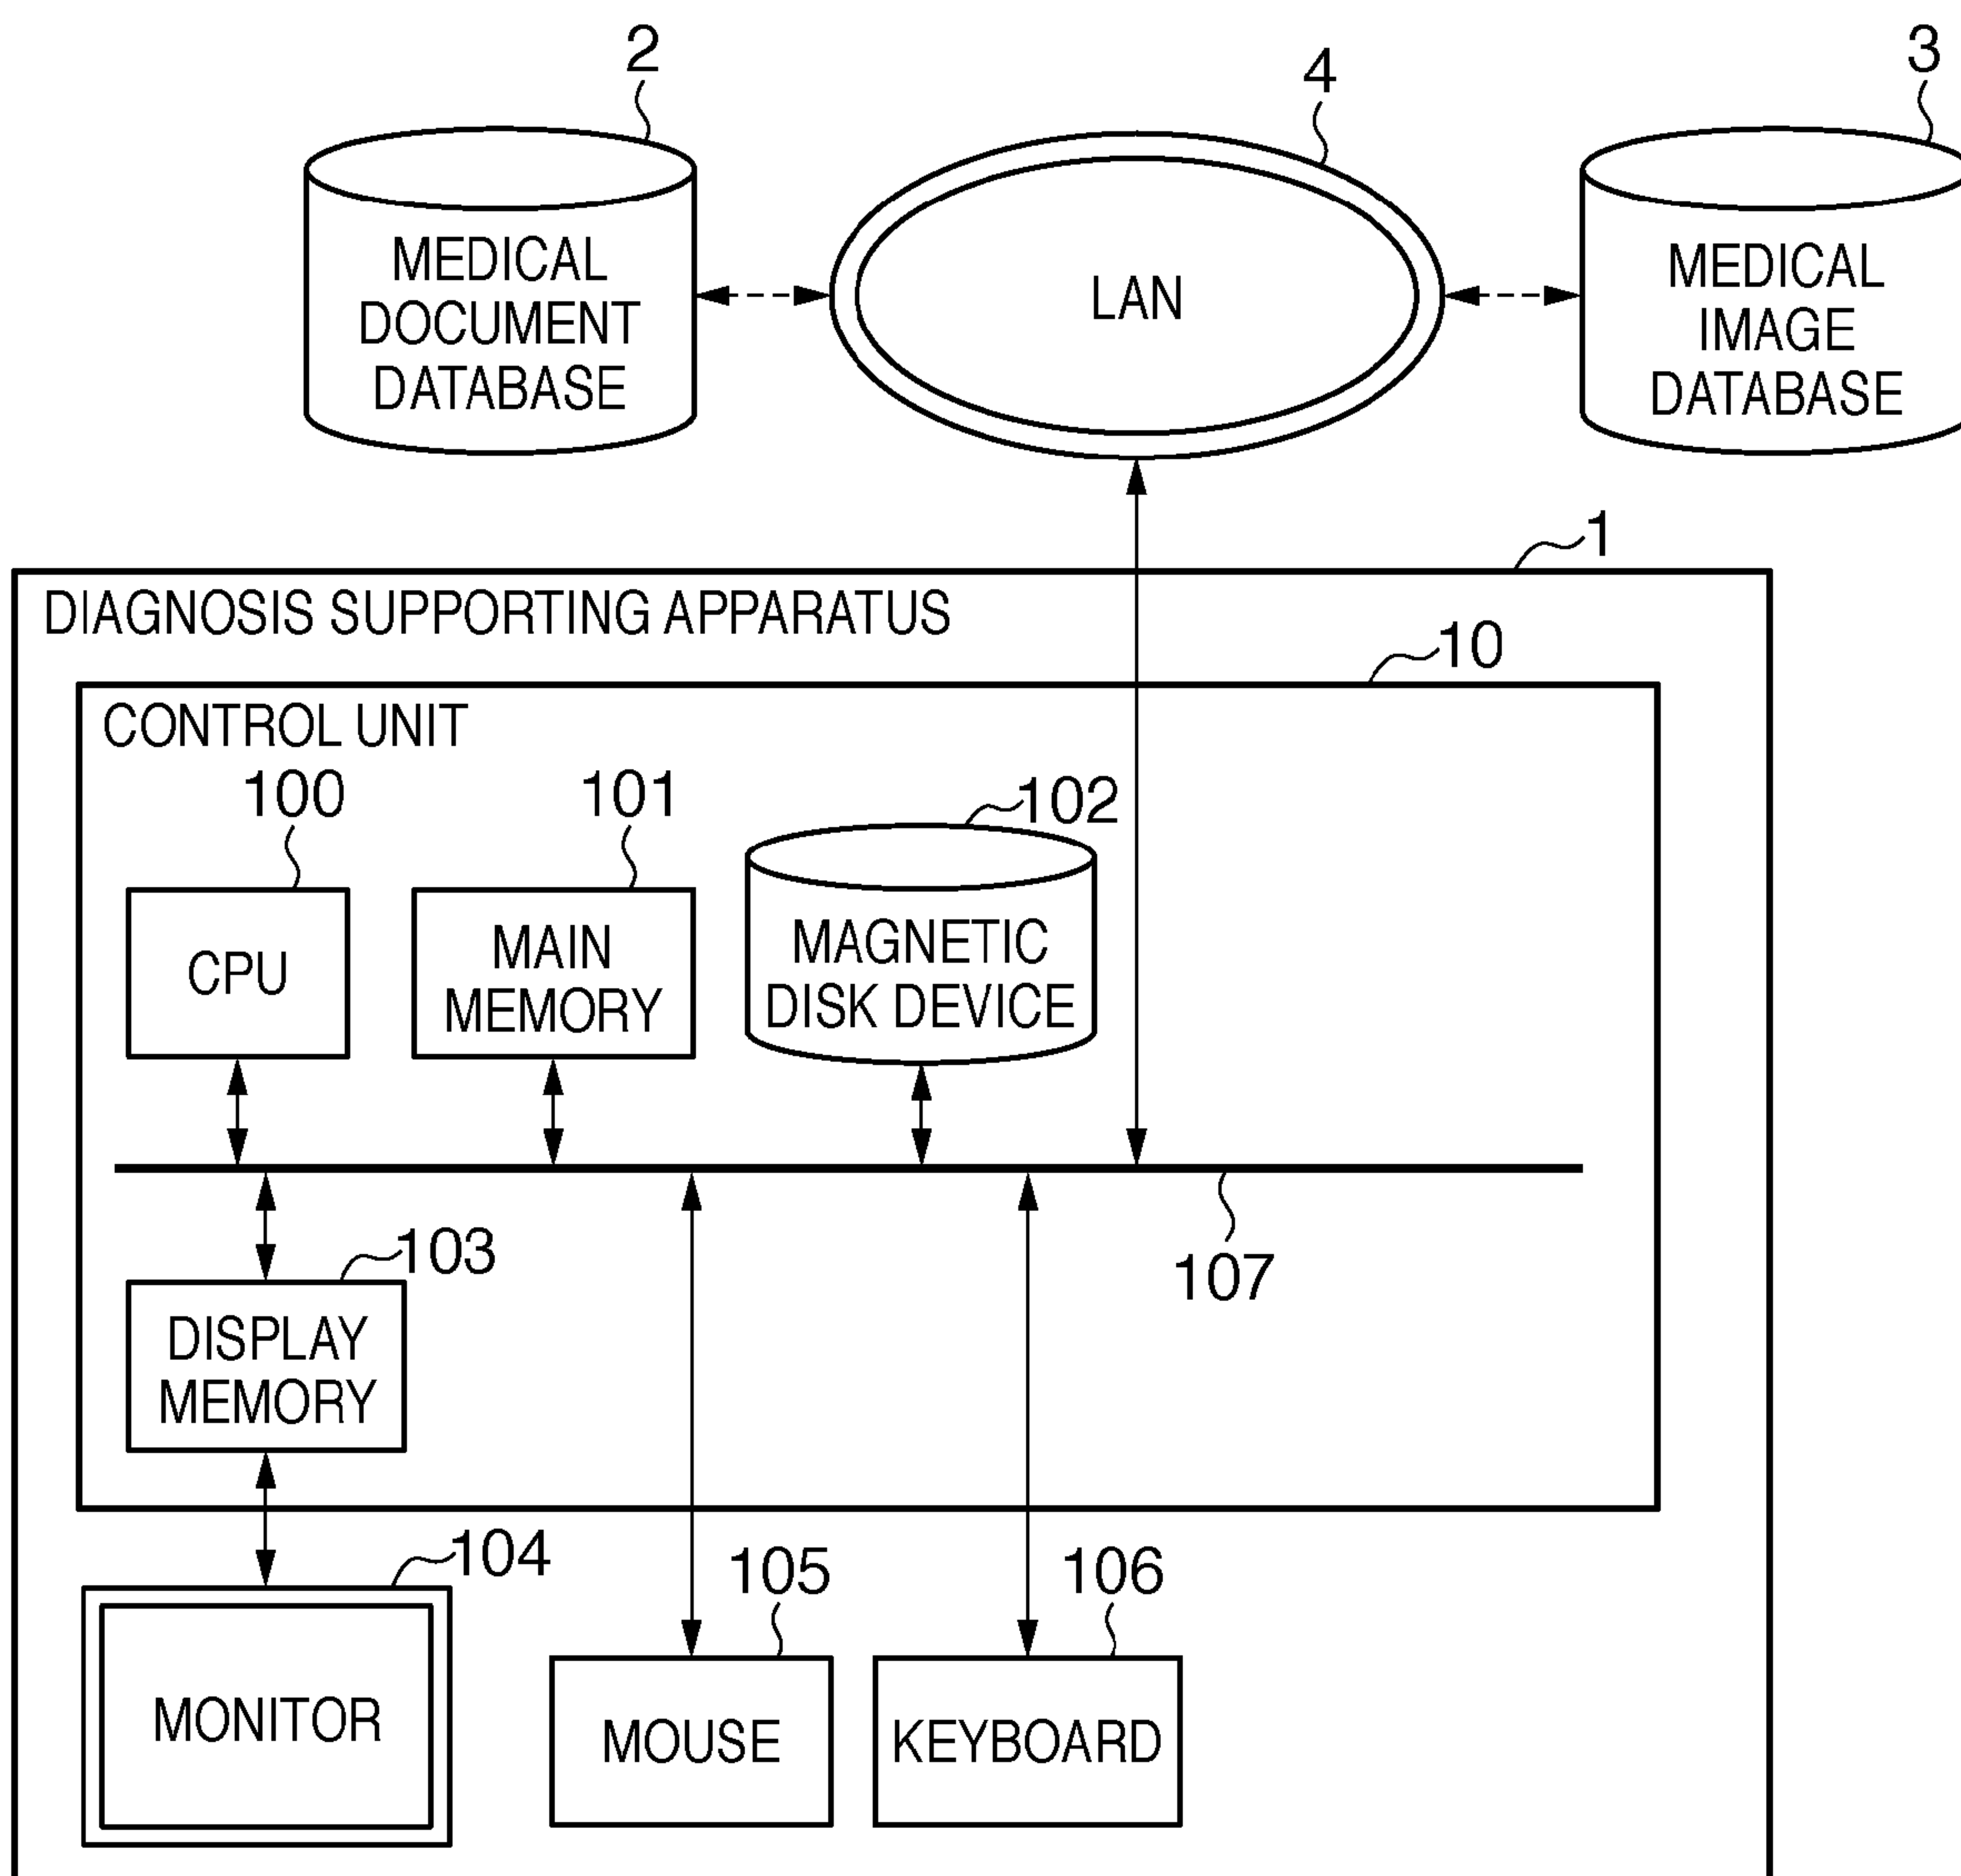 2
4
3
MEDICAL
DOCUMENT
DATABASE
LAN
MEDICAL
IMAGE
DATABASE
1
DIAGNOSIS SUPPORTING APPARATUS
10
CONTROL UNIT
100
101
102
CPU
MAIN
MEMORY
MAGNETIC
DISK DEVICE
103
107
DISPLAY
MEMORY
104
105
106
MONITOR
MOUSE
KEYBOARD